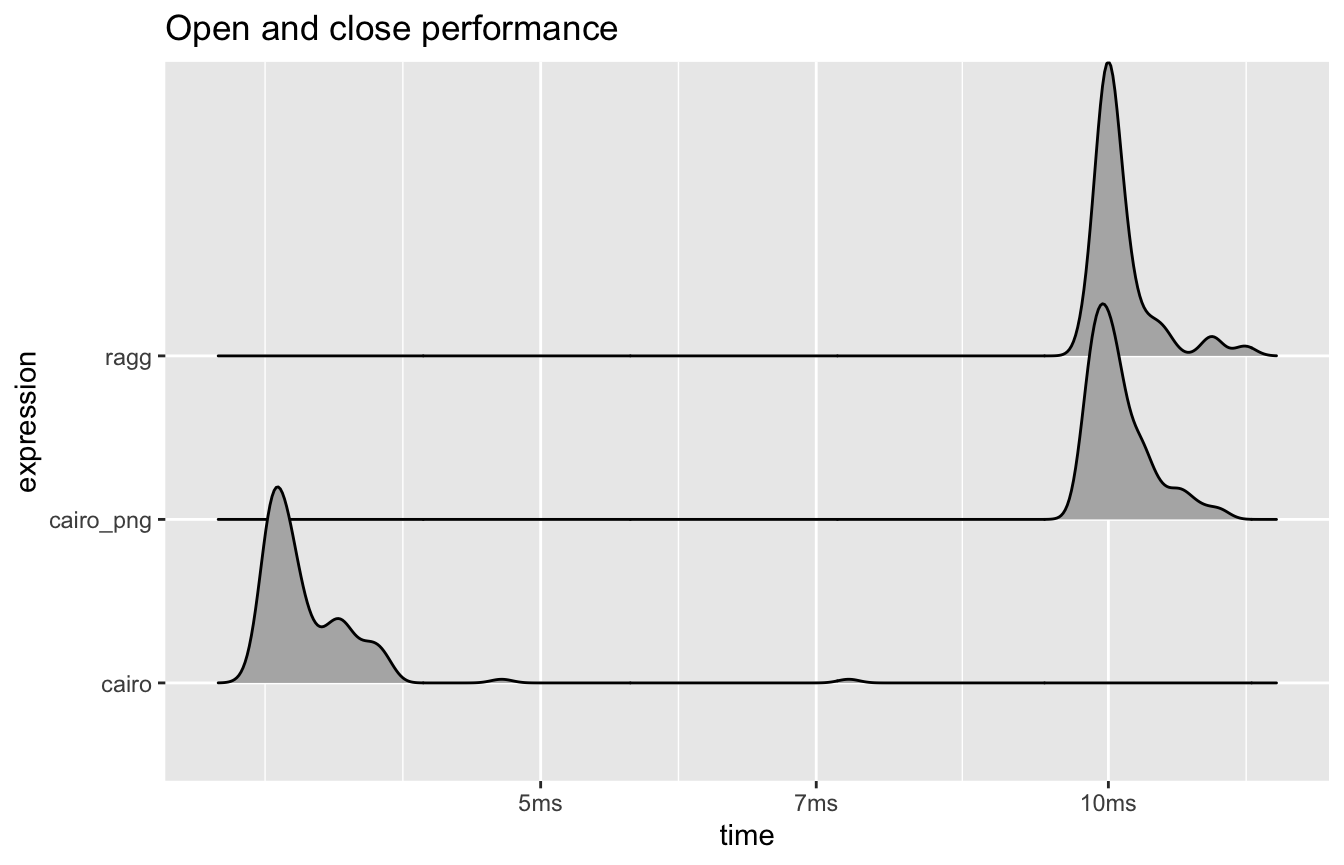 Open and close performance
expression
ragg
cairo_png
cairo
5ms 7ms 10ms
time